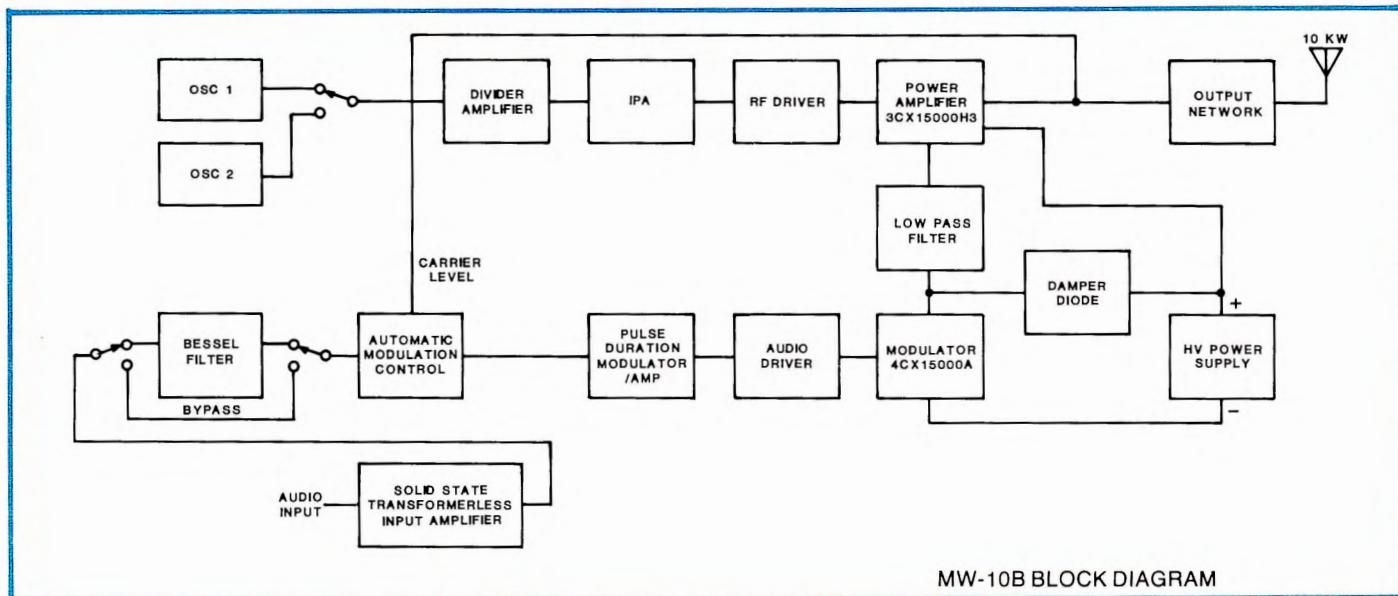 10 KW
OSC 1
DIVIDER
AMPLIFIER
IPA
RF DRIVER
POWER
AMPLIFIER
3CX15000H3
OUTPUT
NETWORK
OSC 2
LOW PASS
FILTER
CARRIER
LEVEL
DAMPER
DIODE
+
BESSEL
FILTER
AUTOMATIC
MODULATION
CONTROL
PULSE
DURATION
MODULATOR
/AMP
AUDIO
DRIVER
MODULATOR
4CX15000A
HV POWER
SUPPLY
BYPASS
−
AUDIO
INPUT
SOLID STATE
TRANSFORMERLESS
INPUT AMPLIFIER
MW-10B BLOCK DIAGRAM